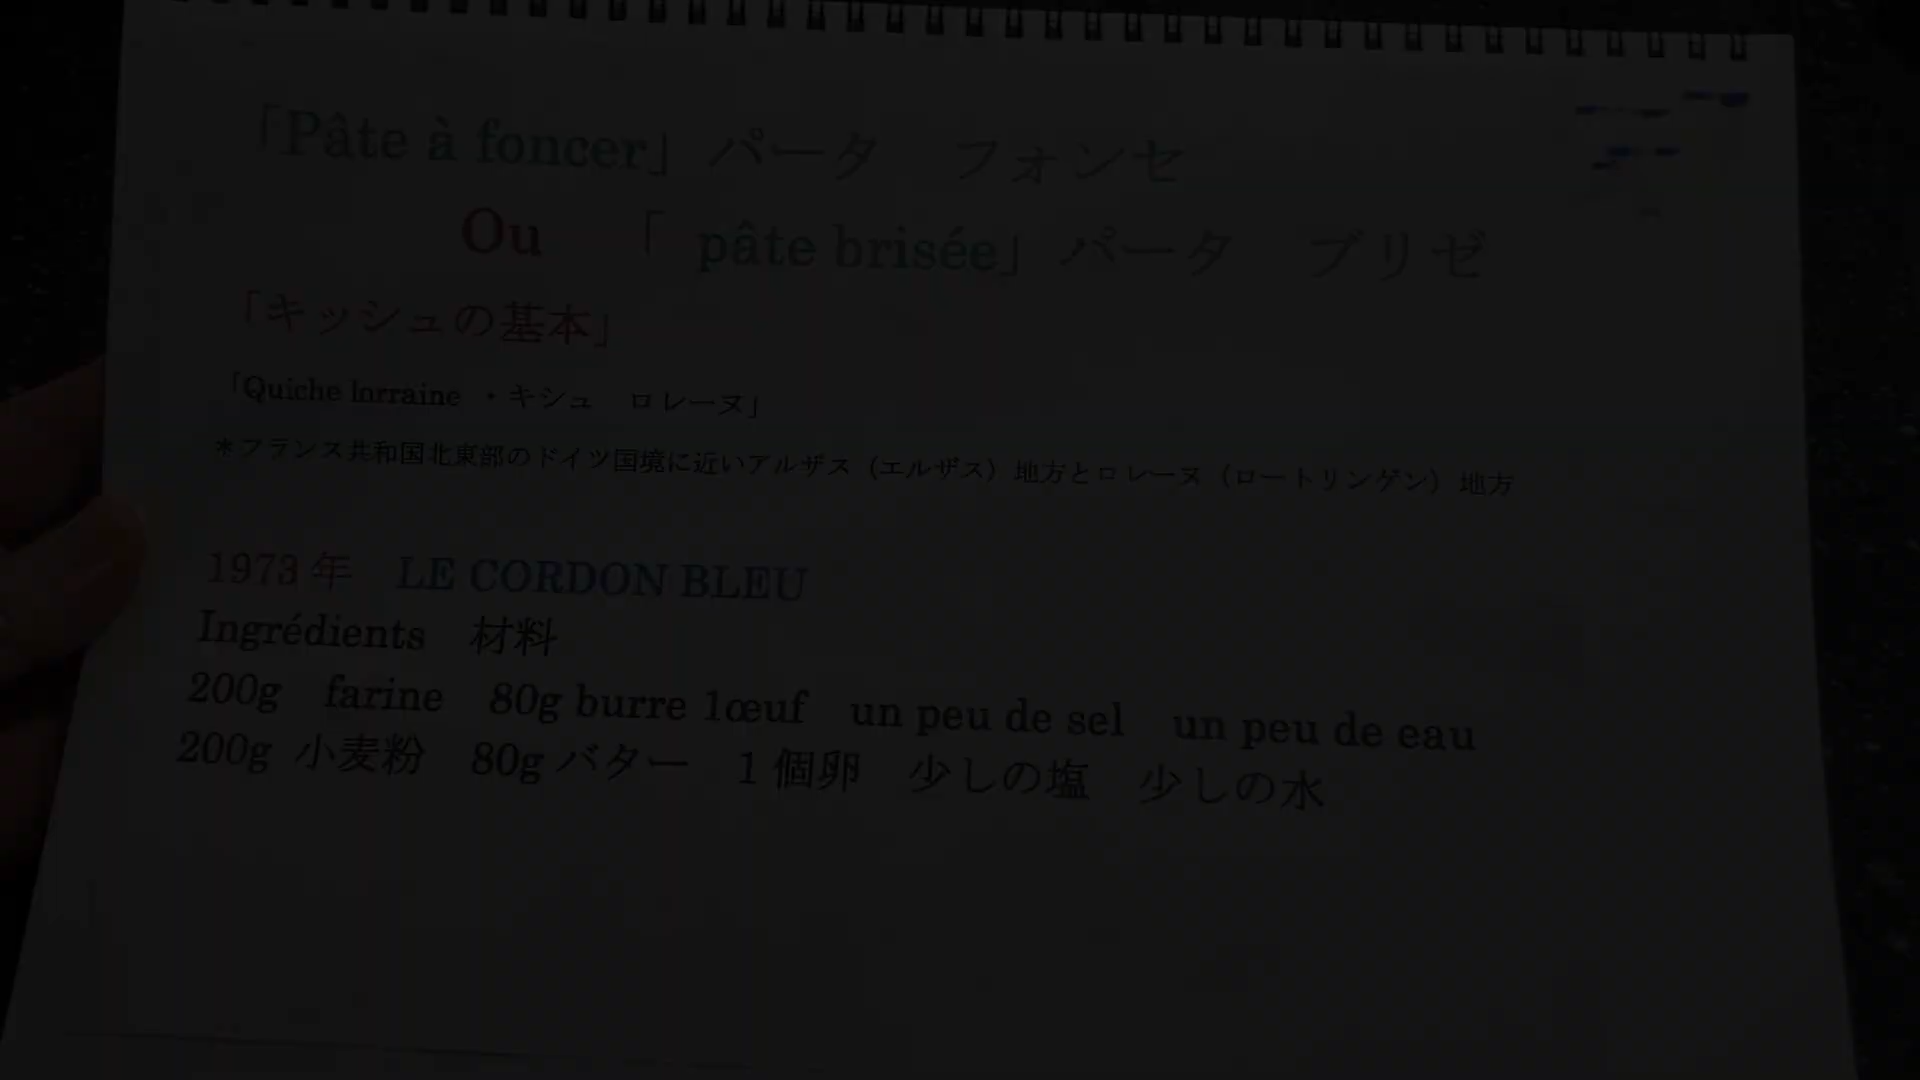 「Pâte à foncer」 パータ　フォンセ
Ou 「 pâte brisée」 パータ　ブリゼ
「キッシュの基本」
「Quiche lorraine ・キシュ　ロレーヌ」
＊フランス共和国北東部のドイツ国境に近いアルザス（エルザス）地方とロレーヌ（ロートリンゲン）地方
1973年　LE CORDON BLEU
Ingrédients　材料
200g　farine　80g burre 1œuf　un peu de sel　un peu de eau
200g 小麦粉　80gバター　1個卵　少しの塩　少しの水